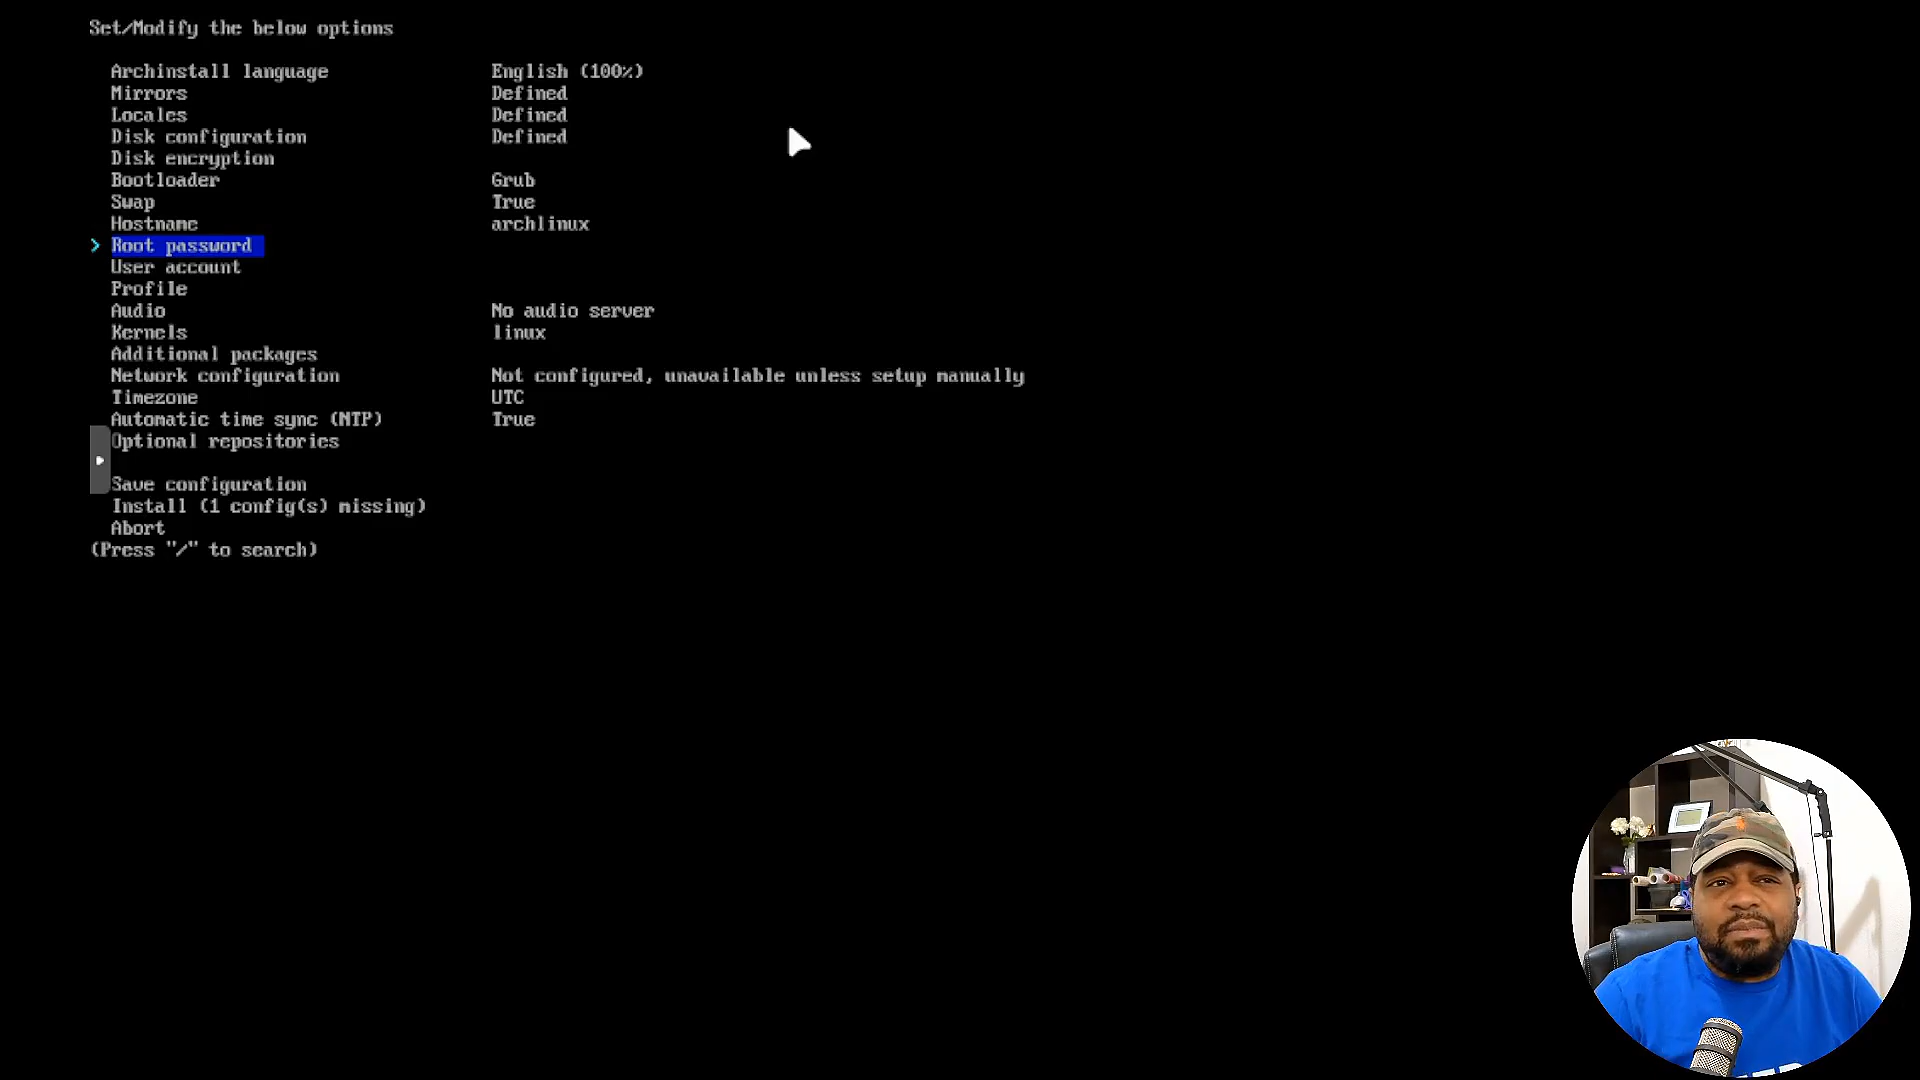 Set/Modify the below options
Archinstall language English (100%)
Mirrors Defined
Locales Defined
Disk configuration Defined
Disk encryption
Bootloader Grub
Swap True
Hostname archlinux
> Root password
User account
Profile
Audio No audio server
Kernels linux
Additional packages
Network configuration Not configured, unavailable unless setup manually
Timezone UTC
Automatic time sync (NTP) True
Optional repositories
Save configuration
Install (1 config(s) missing)
Abort
(Press "/" to search)